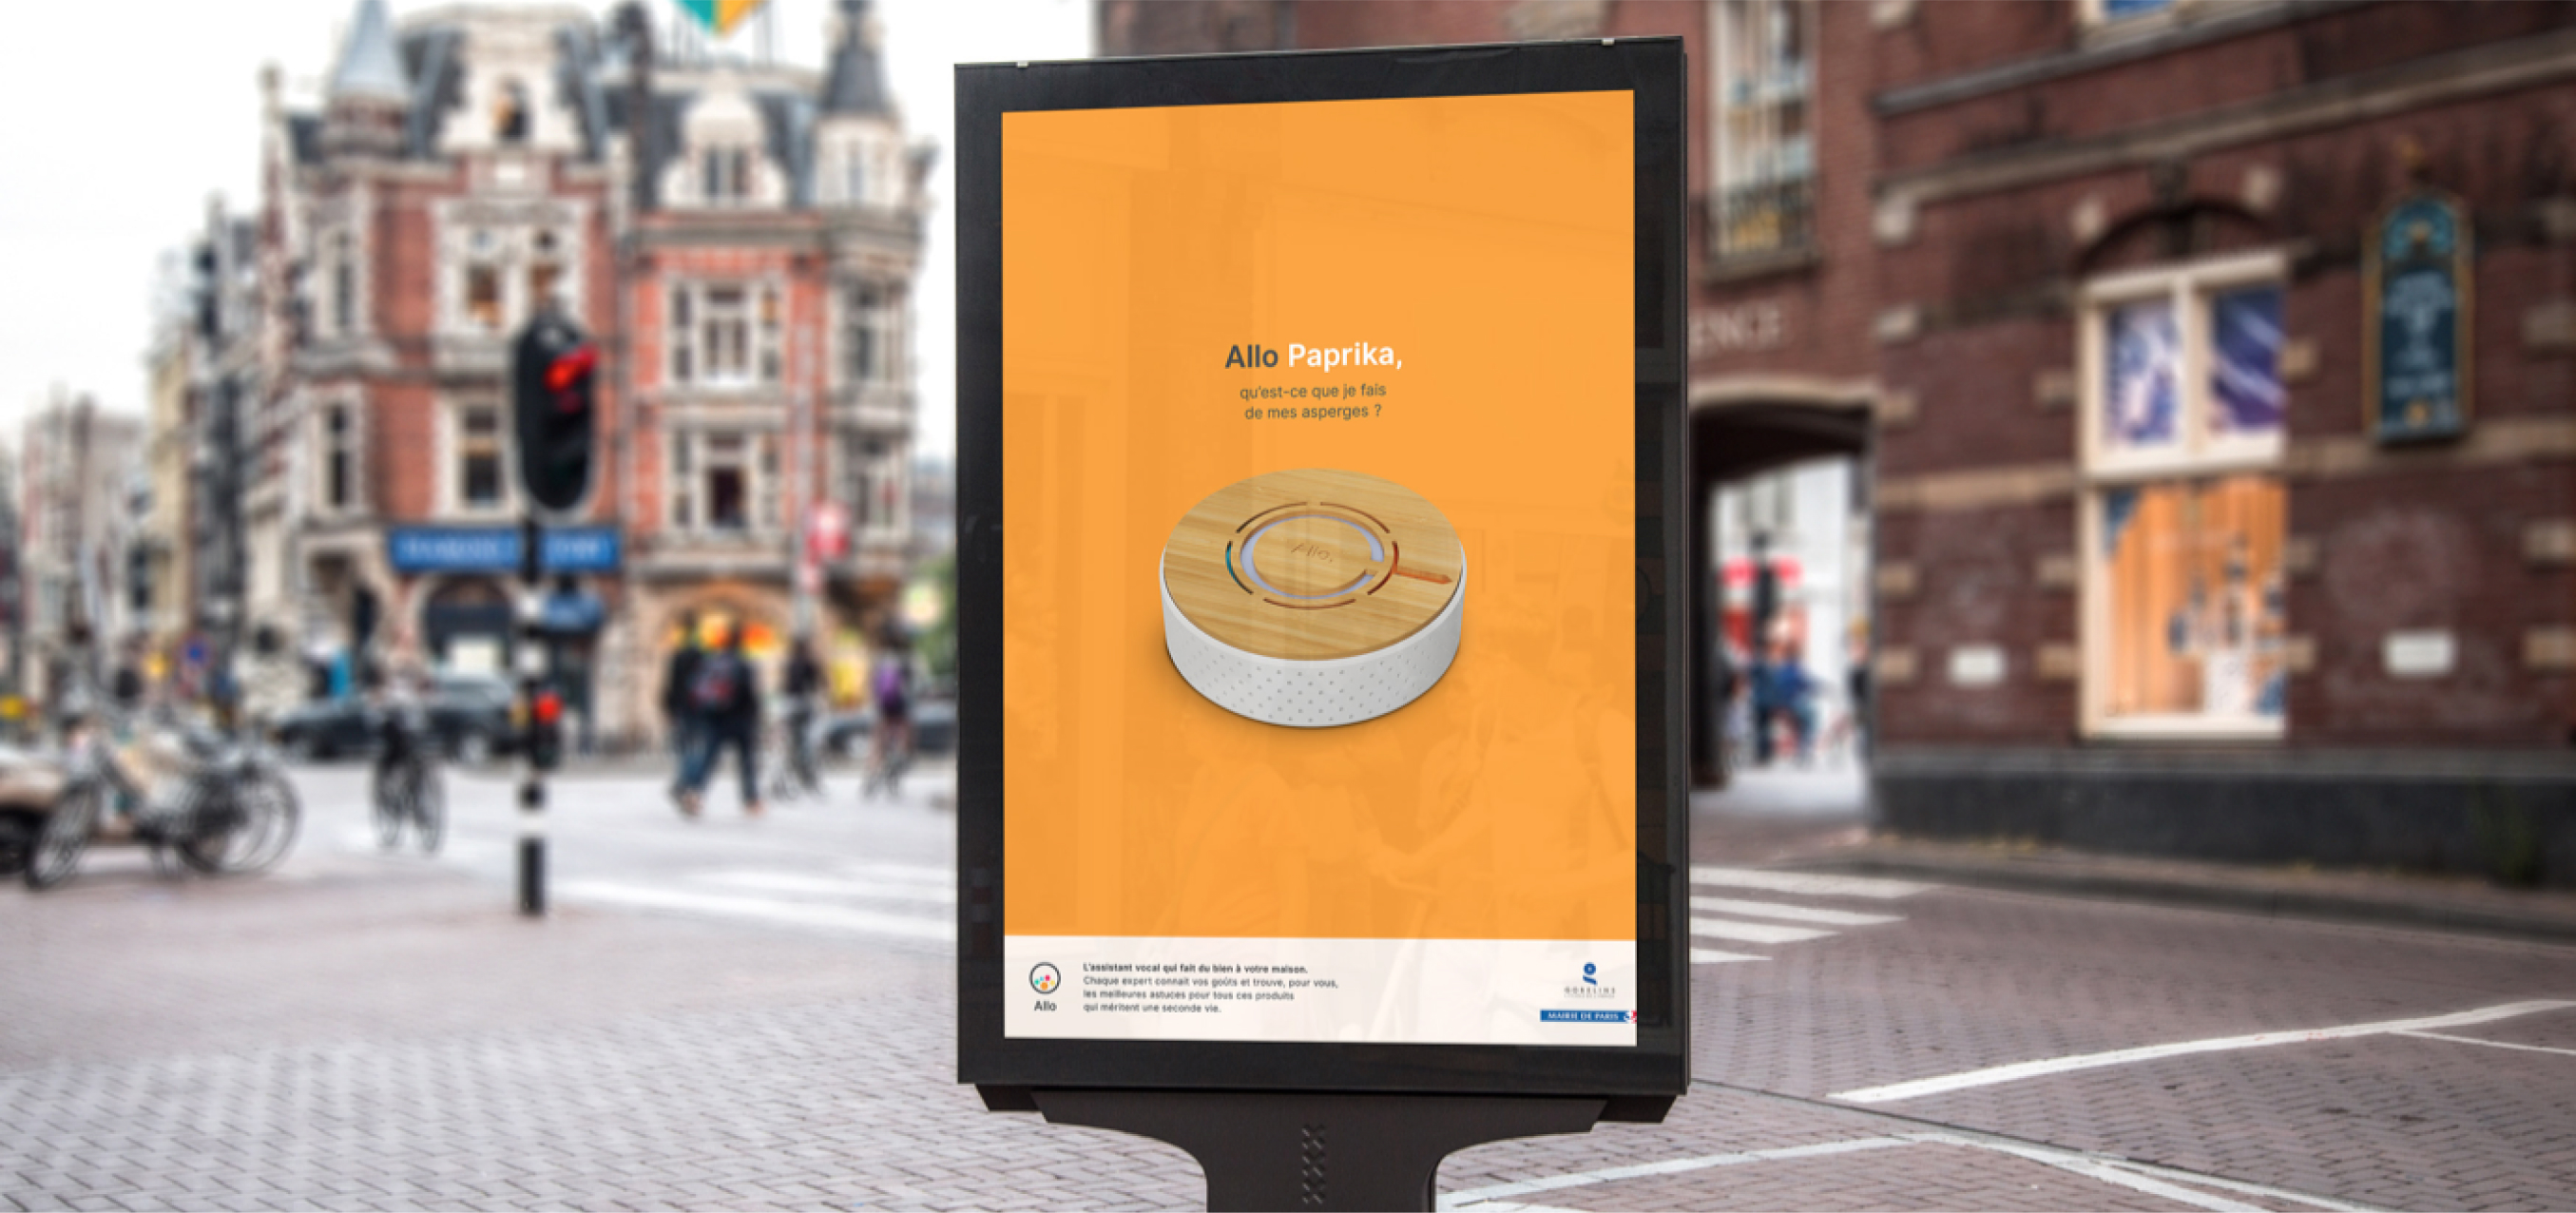 ENCE
Allo Paprika,
qu'est-ce que je fais
de mes asperges ?
Allo.
L'assistant vocal qui fait du bien à votre maison.
Chaque expert connait vos goûts et trouve, pour vous,
les meilleures astuces pour tous ces produits
qui méritent une seconde vie.
Allo
GOBELINS
MAIRIE DE PARIS